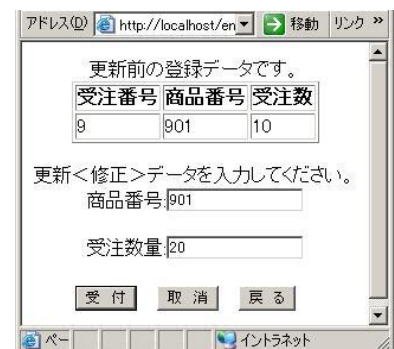 アドレス(D) http://localhost/en 移動 リンク »
更新前の登録データです。
受注番号 商品番号 受注数
9 901 10
更新<修正>データを入力してください。
商品番号:901
受注数量:20
受 付 取 消 戻 る
ペー イントラネット